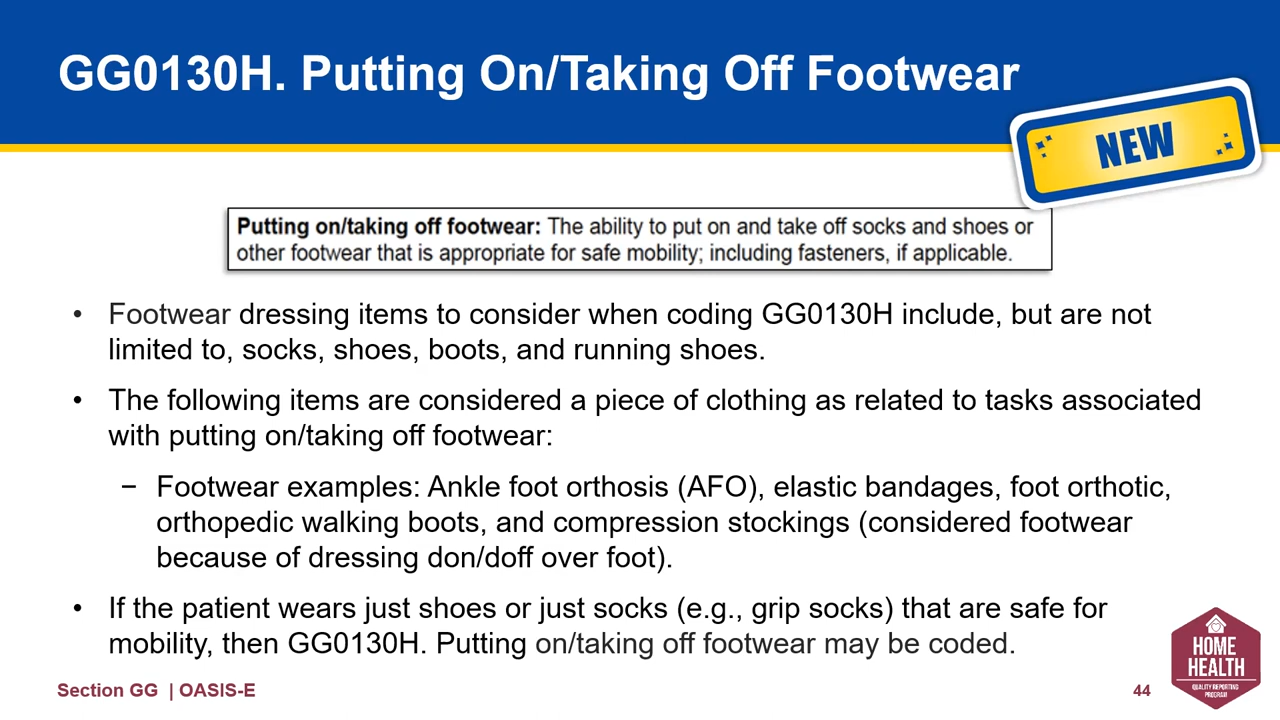 GG0130H. Putting On/Taking Off Footwear
NEW
Putting on/taking off footwear: The ability to put on and take off socks and shoes or
other footwear that is appropriate for safe mobility; including fasteners, if applicable.
• Footwear dressing items to consider when coding GG0130H include, but are not
limited to, socks, shoes, boots, and running shoes.
• The following items are considered a piece of clothing as related to tasks associated
with putting on/taking off footwear:
− Footwear examples: Ankle foot orthosis (AFO), elastic bandages, foot orthotic,
orthopedic walking boots, and compression stockings (considered footwear
because of dressing don/doff over foot).
• If the patient wears just shoes or just socks (e.g., grip socks) that are safe for
mobility, then GG0130H. Putting on/taking off footwear may be coded.
HOME
HEALTH
QUALITY REPORTING
PROGRAM
Section GG | OASIS-E
44